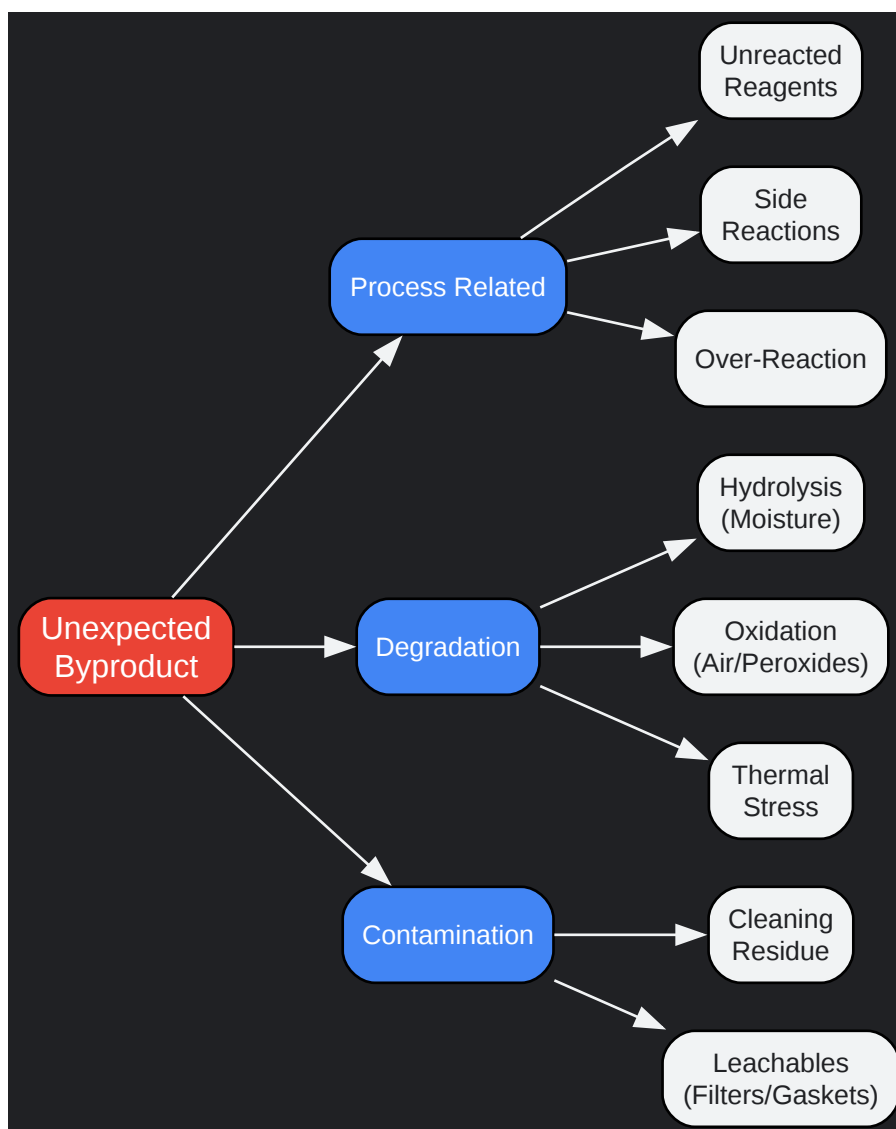 Unreacted
Reagents
Side
Reactions
Process Related
Over-Reaction
Hydrolysis
(Moisture)
Unexpected
Byproduct
Degradation
Oxidation
(Air/Peroxides)
Thermal
Stress
Contamination
Cleaning
Residue
Leachables
(Filters/Gaskets)